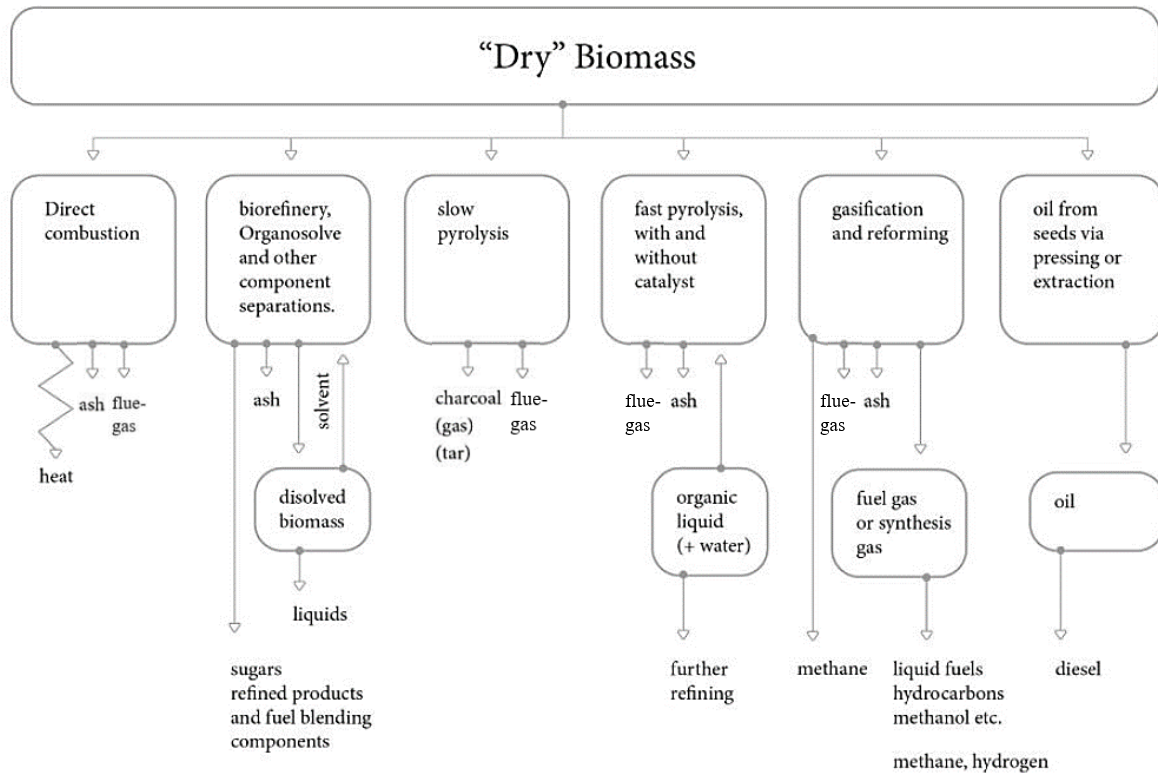 “Dry” Biomass
Direct
combustion
biorefinery,
Organosolve
and other
component
separations.
slow
pyrolysis
fast pyrolysis,
with and
without
catalyst
gasification
and reforming
oil from
seeds via
pressing or
extraction
heat
ash
flue-
gas
ash
solvent
charcoal
(gas)
(tar)
flue-
gas
flue-
gas
ash
flue-
gas
ash
disolved
biomass
organic
liquid
(+ water)
fuel gas
or synthesis
gas
oil
liquids
sugars
refined products
and fuel blending
components
further
refining
methane
liquid fuels
hydrocarbons
methanol etc.
methane, hydrogen
diesel